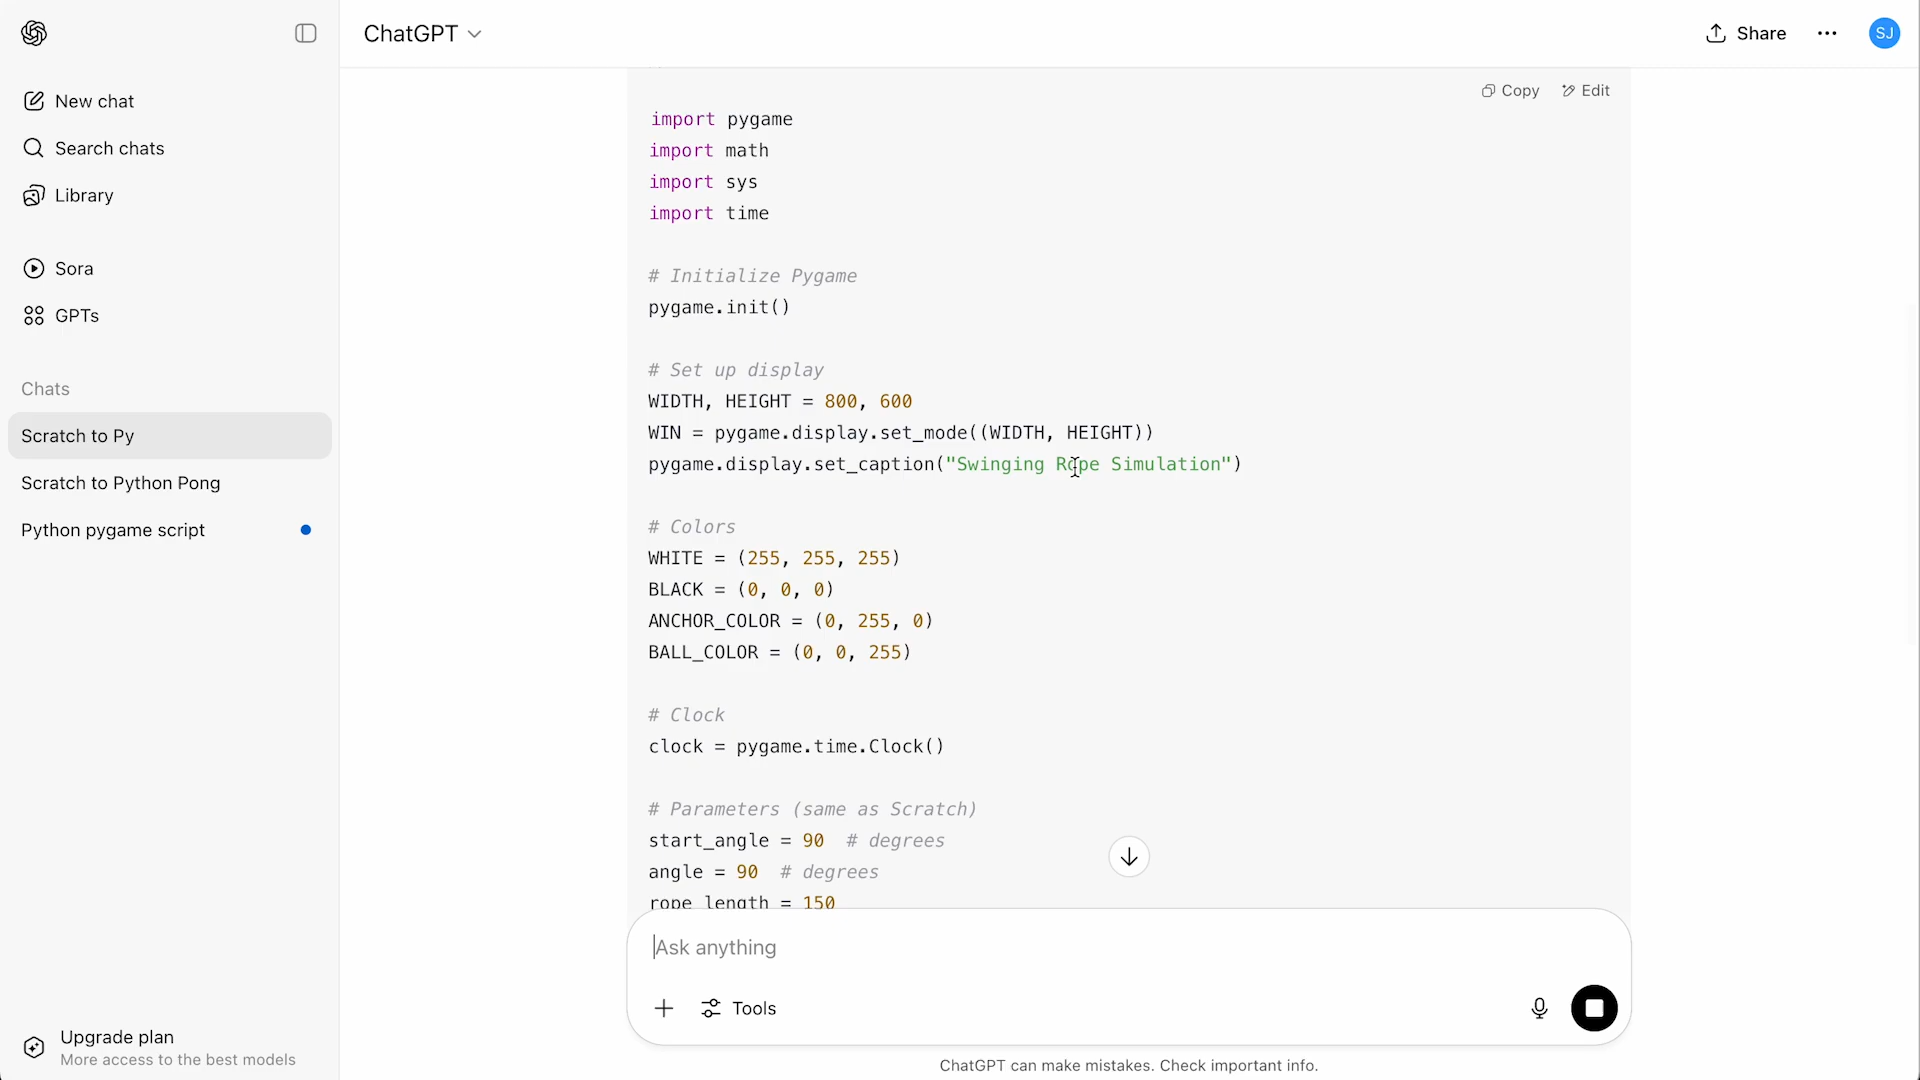 ChatGPT
Share
SJ
New chat
Search chats
Library
Sora
GPTs
Chats
Scratch to Py
Scratch to Python Pong
Python pygame script
Upgrade plan
More access to the best models
Copy
Edit
import pygame
import math
import sys
import time
# Initialize Pygame
pygame.init()
# Set up display
WIDTH, HEIGHT = 800, 600
WIN = pygame.display.set_mode((WIDTH, HEIGHT))
pygame.display.set_caption("Swinging Rope Simulation")
# Colors
WHITE = (255, 255, 255)
BLACK = (0, 0, 0)
ANCHOR_COLOR = (0, 255, 0)
BALL_COLOR = (0, 0, 255)
# Clock
clock = pygame.time.Clock()
# Parameters (same as Scratch)
start_angle = 90  # degrees
angle = 90  # degrees
rope_length = 150
Ask anything
Tools
ChatGPT can make mistakes. Check important info.